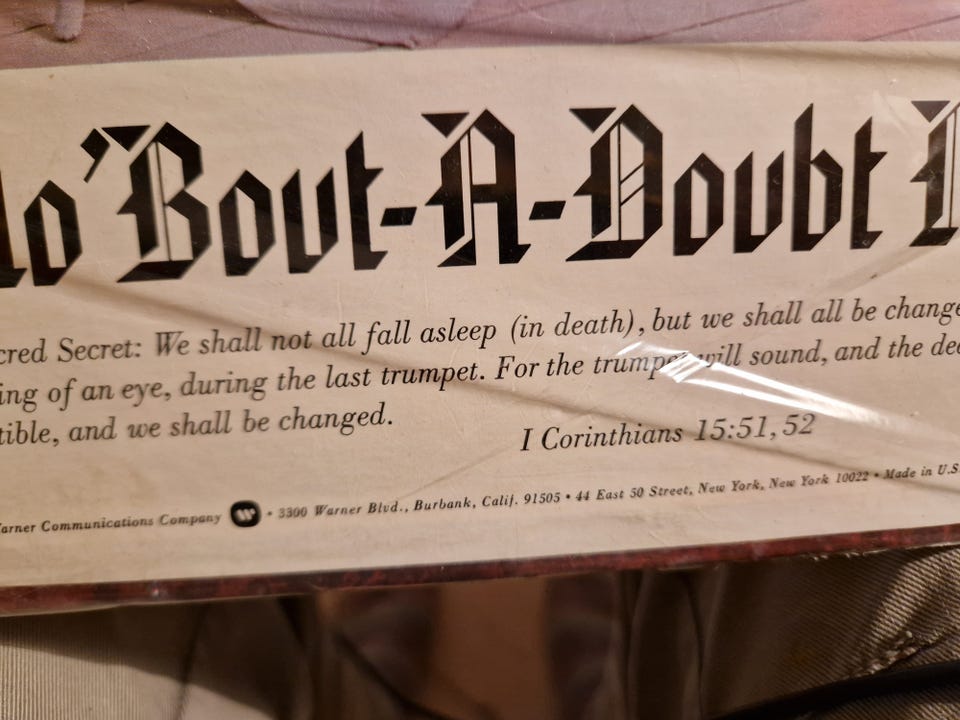 lo 'Bout-A-Doubt
cred Secret: We shall not all fall asleep (in death), but we shall all be change
ing of an eye, during the last trumpet. For the trumpet will sound, and the dea
tible, and we shall be changed.
I Corinthians 15:51, 52
Warner Communications Company W • 3300 Warner Blvd., Burbank, Calif. 91505 • 44 East 50 Street, New York, New York 10022 • Made in U.S.